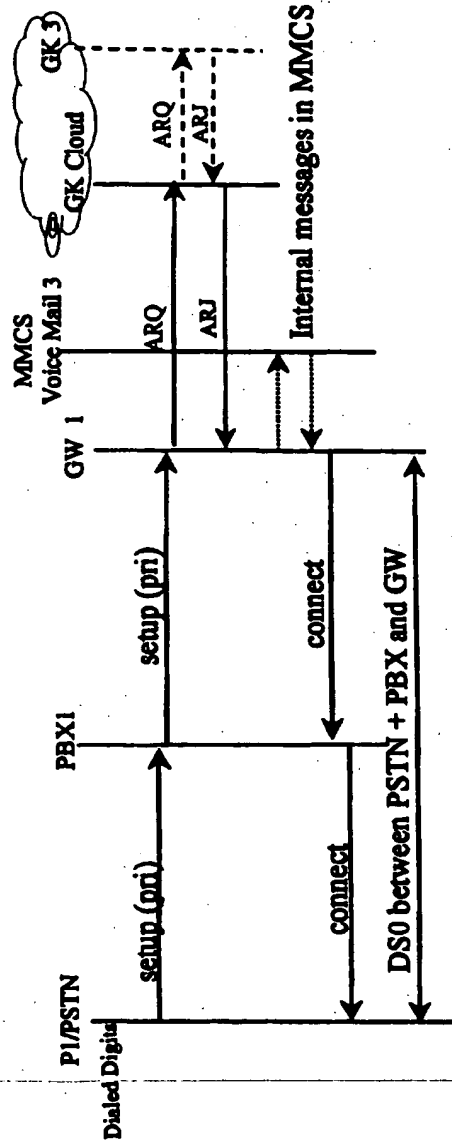 Dialed Digits
P1/PSTN
PBX1
GW 1
MMCS
Voice Mail 3
GK Cloud
GK 3
setup (pri)
setup (pri)
ARQ
ARQ
ARJ
ARJ
Internal messages in MMCS
connect
connect
DS0 between PSTN + PBX and GW